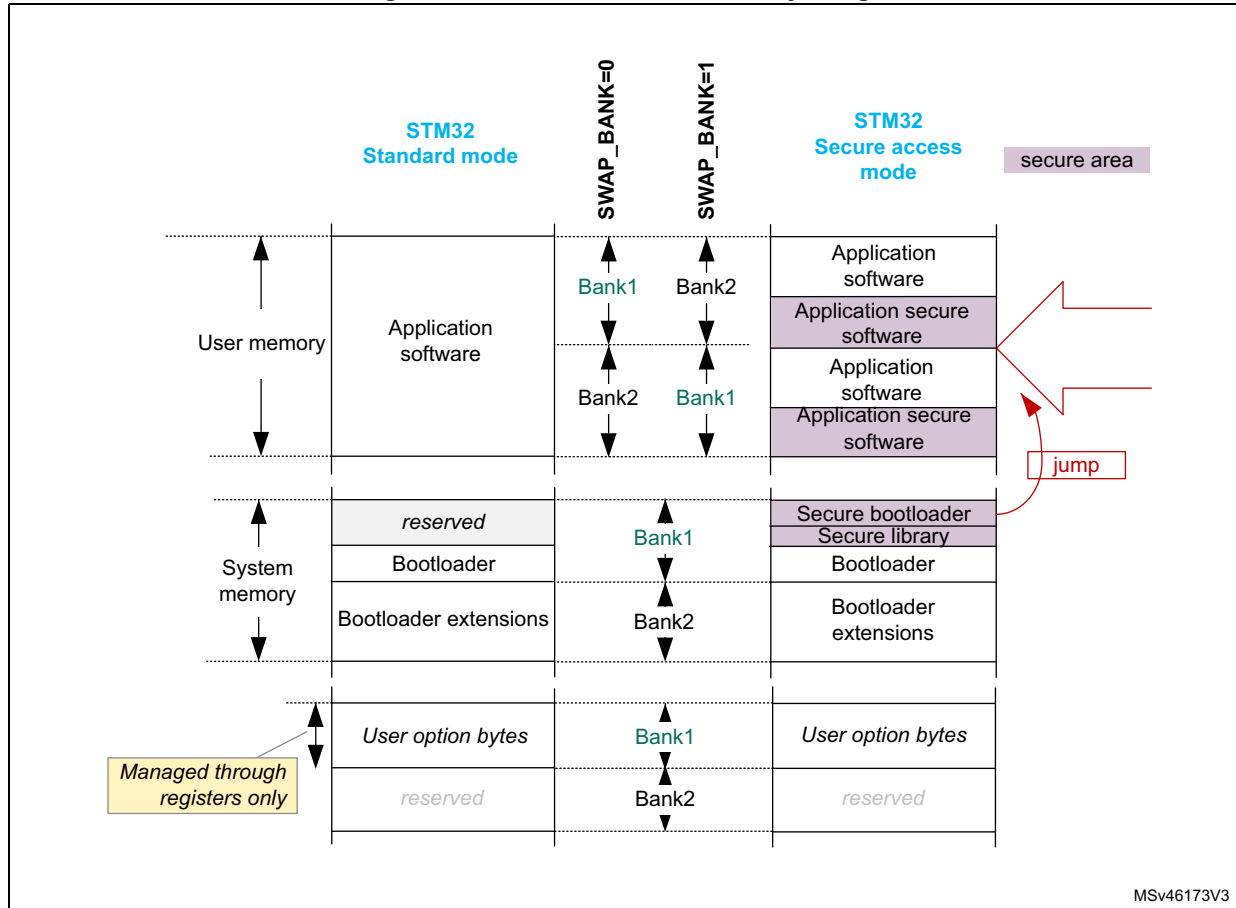 SWAP_BANK=0
SWAP_BANK=1
STM32
Standard mode
STM32
Secure access
mode
secure area
User memory
Application
software
Bank1
Bank2
Bank2
Bank1
Application
software
Application secure
software
Application
software
Application secure
software
jump
System
memory
reserved
Bootloader
Bootloader extensions
Bank1
Bank2
Secure bootloader
Secure library
Bootloader
Bootloader
extensions
Managed through
registers only
User option bytes
reserved
Bank1
Bank2
User option bytes
reserved
MSv46173V3